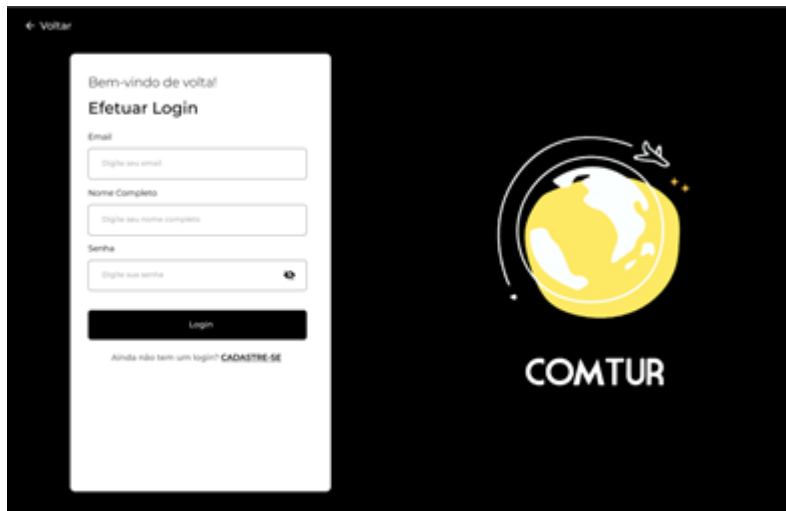 ← Voltar
Bem-vindo de volta!
Efetuar Login
Email
Digite seu email
Nome Completo
Digite seu nome completo
Senha
Digite sua senha
Login
Ainda não tem um login? CADASTRE-SE
COMTUR